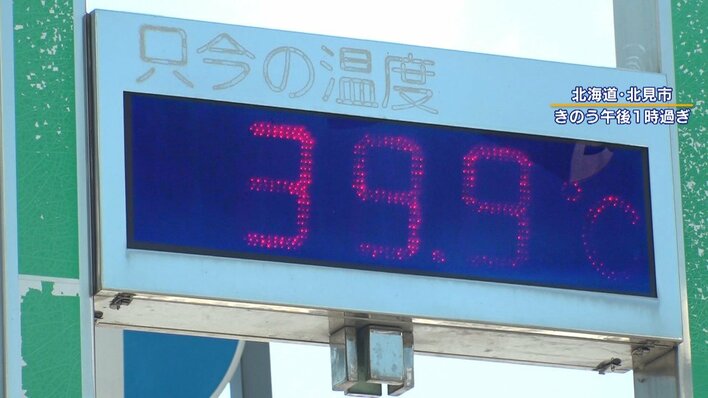 只今の温度
北海道・北見市
きのう午後1時過ぎ
39.9℃